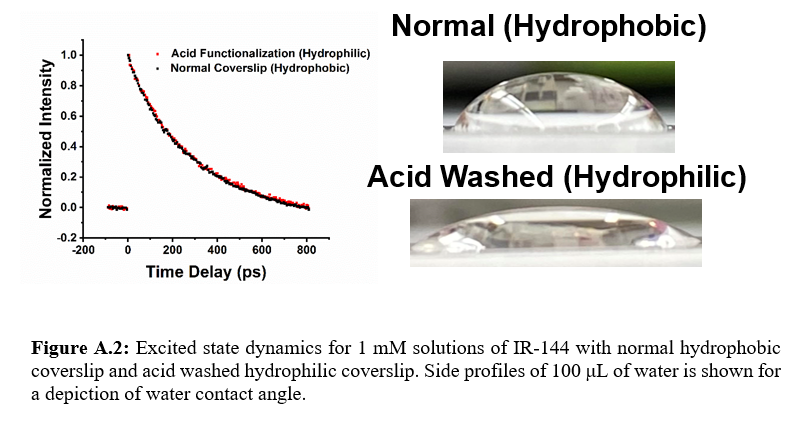 Normal (Hydrophobic)
Acid Functionalization (Hydrophilic)
Normal Coverslip (Hydrophobic)
Normalized Intensity
1.0
0.8
0.6
0.4
0.2
0.0
-0.2
-200
0
200
400
600
800
Time Delay (ps)
Acid Washed (Hydrophilic)
Figure A.2: Excited state dynamics for 1 mM solutions of IR-144 with normal hydrophobic
coverslip and acid washed hydrophilic coverslip. Side profiles of 100 μL of water is shown for
a depiction of water contact angle.